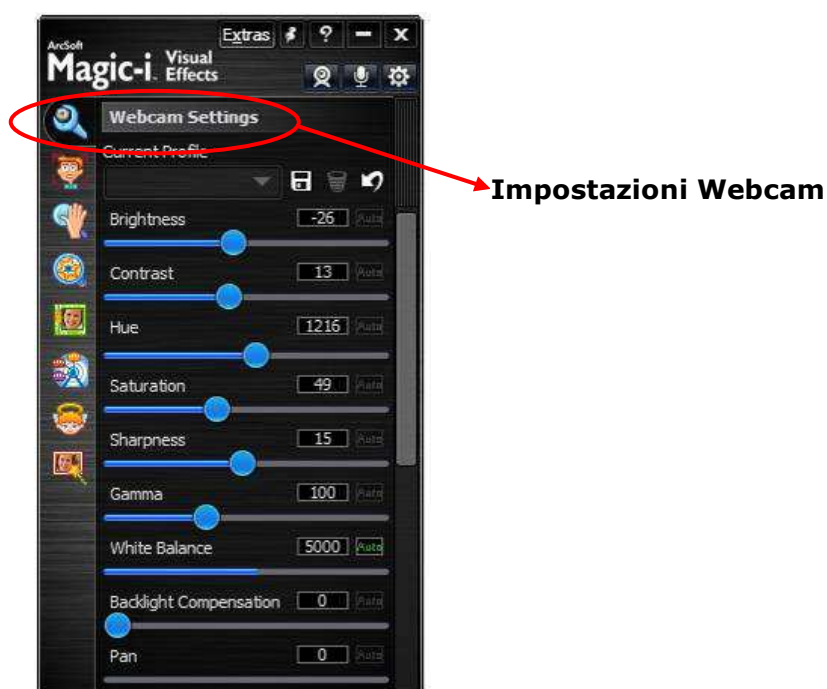 Extras ? – x
ArcSoft
Magic-i Visual
Effects
Webcam Settings
Current Profile
Impostazioni Webcam
Brightness -26 Auto
Contrast 13 Auto
Hue 1216 Auto
Saturation 49 Auto
Sharpness 15 Auto
Gamma 100 Auto
White Balance 5000 Auto
Backlight Compensation 0 Auto
Pan 0 Auto